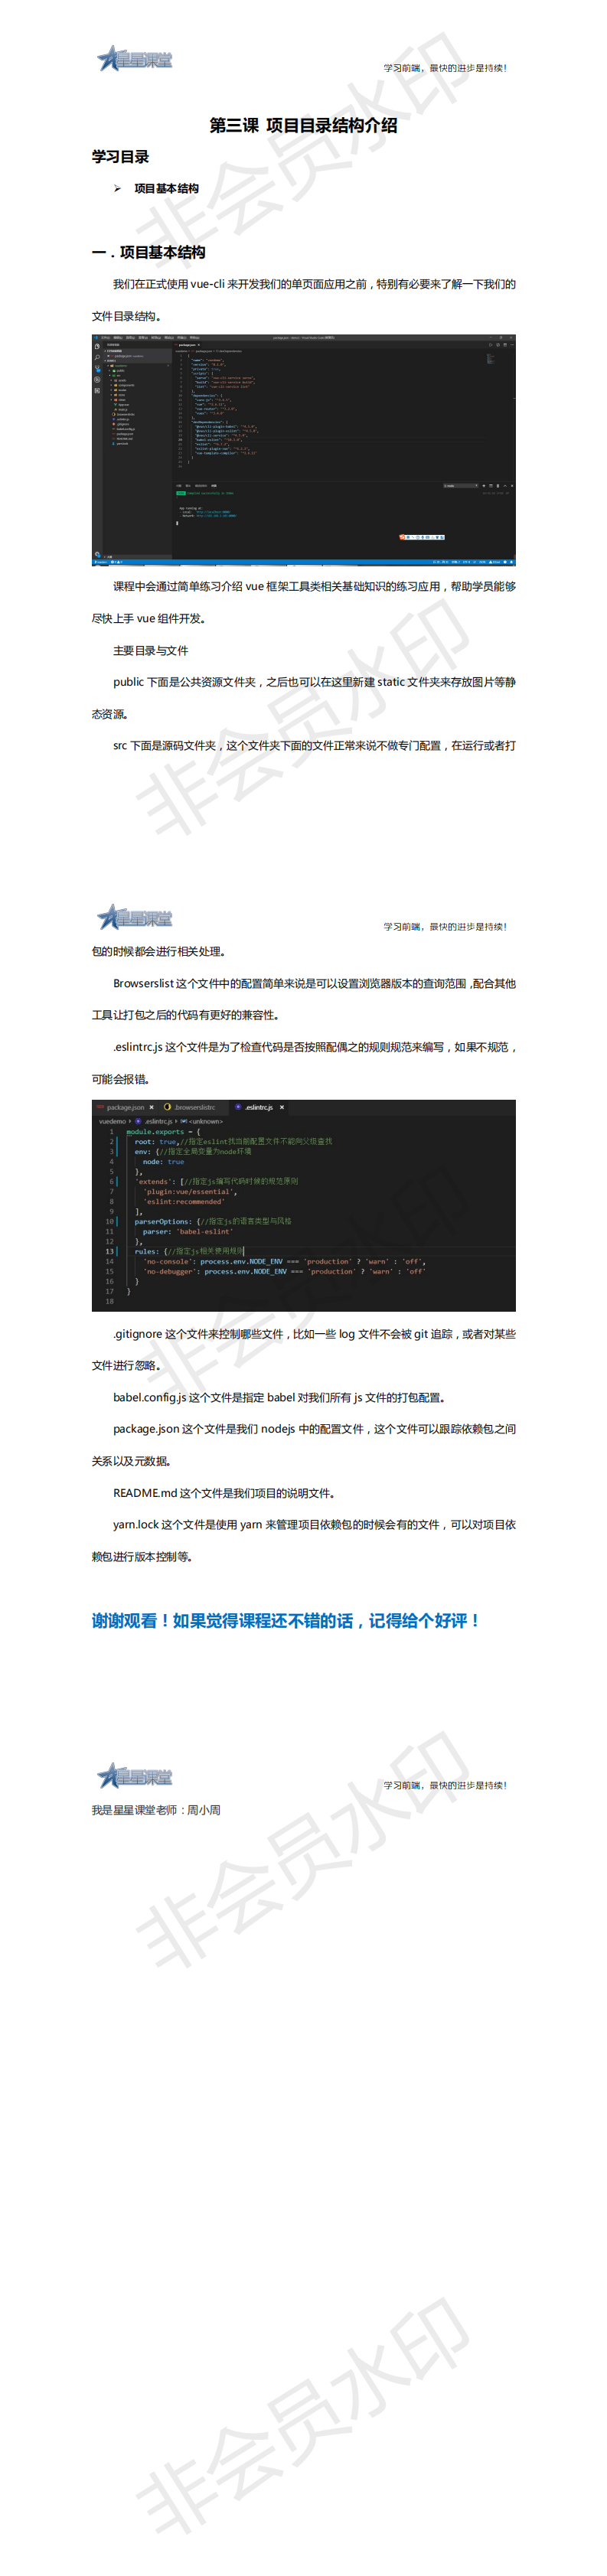 星星课堂
学习前端，最快的进步是持续！
第三课 项目目录结构介绍
学习目录
➢ 项目基本结构
一．项目基本结构
我们在正式使用 vue-cli 来开发我们的单页面应用之前，特别有必要来了解一下我们的
文件目录结构。
课程中会通过简单练习介绍 vue 框架工具类相关基础知识的练习应用，帮助学员能够
尽快上手 vue 组件开发。
主要目录与文件
public 下面是公共资源文件夹，之后也可以在这里新建 static 文件夹来存放图片等静
态资源。
src 下面是源码文件夹，这个文件夹下面的文件正常来说不做专门配置，在运行或者打
非会员水印
非会员水印
星星课堂
学习前端，最快的进步是持续！
包的时候都会进行相关处理。
Browserslist 这个文件中的配置简单来说是可以设置浏览器版本的查询范围，配合其他
工具让打包之后的代码有更好的兼容性。
.eslintrc.js 这个文件是为了检查代码是否按照配偶之的规则规范来编写，如果不规范，
可能会报错。
package.json × .browserslistrc .eslintrc.js ×
vuedemo › .eslintrc.js › <unknown>
1 module.exports = {
2 root: true,//指定eslint找当前配置文件不能向父级查找
3 env: {//指定全局变量为node环境
4 node: true
5 },
6 'extends': [//指定js编写代码时候的规范原则
7 'plugin:vue/essential',
8 'eslint:recommended'
9 ],
10 parserOptions: {//指定js的语言类型与风格
11 parser: 'babel-eslint'
12 },
13 rules: {//指定js相关使用规则
14 'no-console': process.env.NODE_ENV === 'production' ? 'warn' : 'off',
15 'no-debugger': process.env.NODE_ENV === 'production' ? 'warn' : 'off'
16 }
17 }
18
.gitignore 这个文件来控制哪些文件，比如一些 log 文件不会被 git 追踪，或者对某些
文件进行忽略。
babel.config.js 这个文件是指定 babel 对我们所有 js 文件的打包配置。
package.json 这个文件是我们 nodejs 中的配置文件，这个文件可以跟踪依赖包之间
关系以及元数据。
README.md 这个文件是我们项目的说明文件。
yarn.lock 这个文件是使用 yarn 来管理项目依赖包的时候会有的文件，可以对项目依
赖包进行版本控制等。
谢谢观看！如果觉得课程还不错的话，记得给个好评！
星星课堂
学习前端，最快的进步是持续！
我是星星课堂老师：周小周
非会员水印
非会员水印